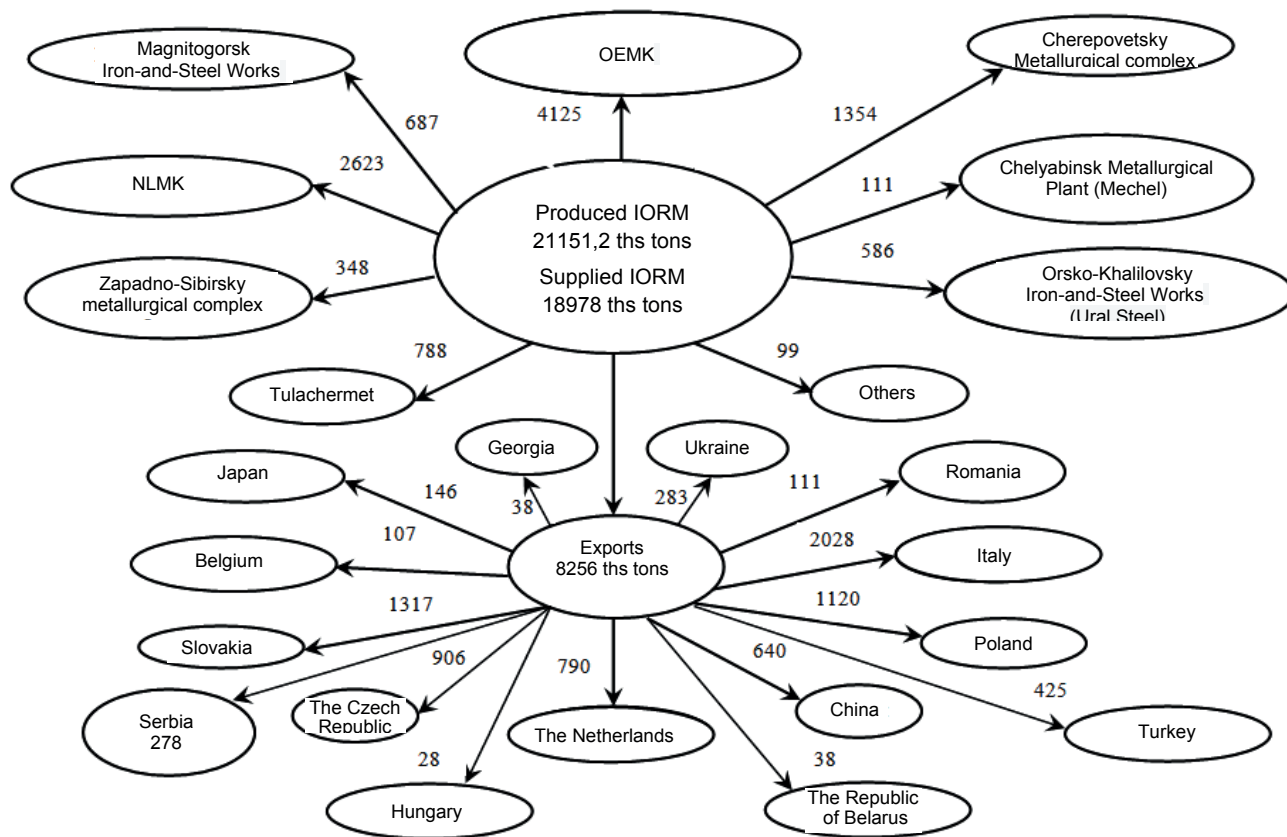 Magnitogorsk
Iron-and-Steel Works
OEMK
Cherepovetsky
Metallurgical complex
687
4125
1354
NLMK
2623
111
Chelyabinsk Metallurgical
Plant (Mechel)
Produced IORM
21151,2 ths tons
Supplied IORM
18978 ths tons
Zapadno-Sibirsky
metallurgical complex
348
586
Orsko-Khalilovsky
Iron-and-Steel Works
(Ural Steel)
788
99
Tulachermet
Others
Georgia
Ukraine
Japan
146
38
283
111
Romania
107
Belgium
Exports
8256 ths tons
2028
Italy
1317
1120
Slovakia
906
790
640
Poland
425
Serbia
278
The Czech
Republic
The Netherlands
China
Turkey
28
38
Hungary
The Republic
of Belarus